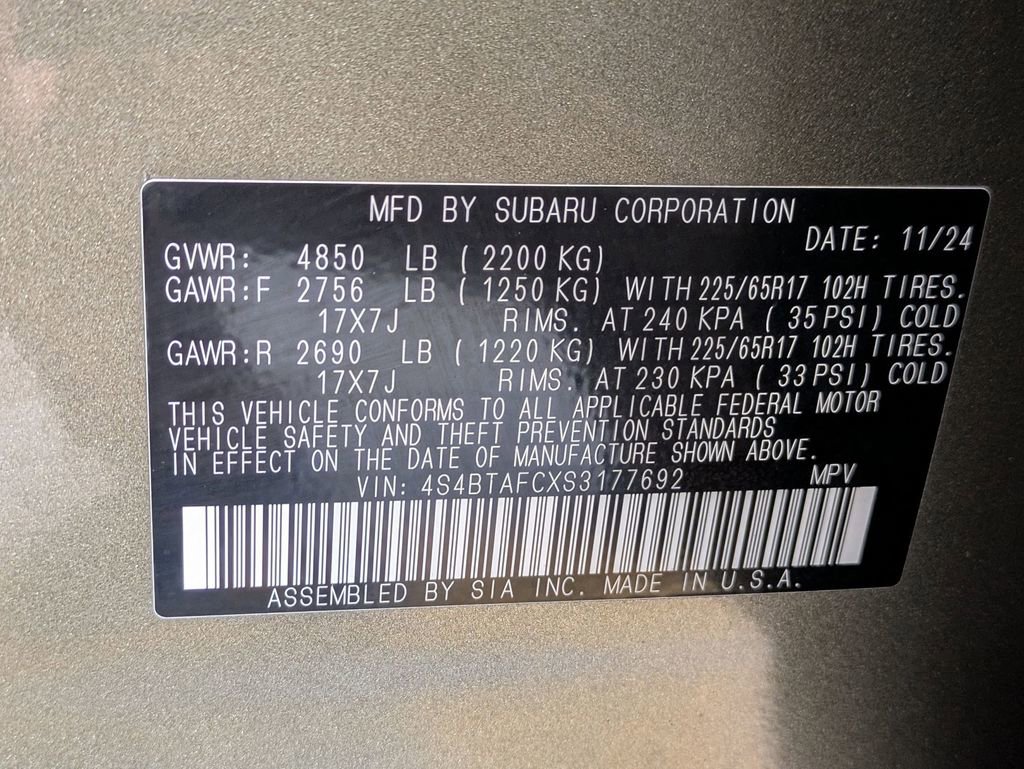 MFD BY SUBARU CORPORATION
DATE: 11/24
GVWR: 4850 LB ( 2200 KG)
GAWR:F 2756 LB ( 1250 KG) WITH 225/65R17 102H TIRES.
17X7J RIMS. AT 240 KPA ( 35 PSI) COLD
GAWR:R 2690 LB ( 1220 KG) WITH 225/65R17 102H TIRES.
17X7J RIMS. AT 230 KPA ( 33 PSI) COLD
THIS VEHICLE CONFORMS TO ALL APPLICABLE FEDERAL MOTOR
VEHICLE SAFETY AND THEFT PREVENTION STANDARDS
IN EFFECT ON THE DATE OF MANUFACTURE SHOWN ABOVE.
VIN: 4S4BTAFCXS3177692 MPV
ASSEMBLED BY SIA INC. MADE IN U.S.A.